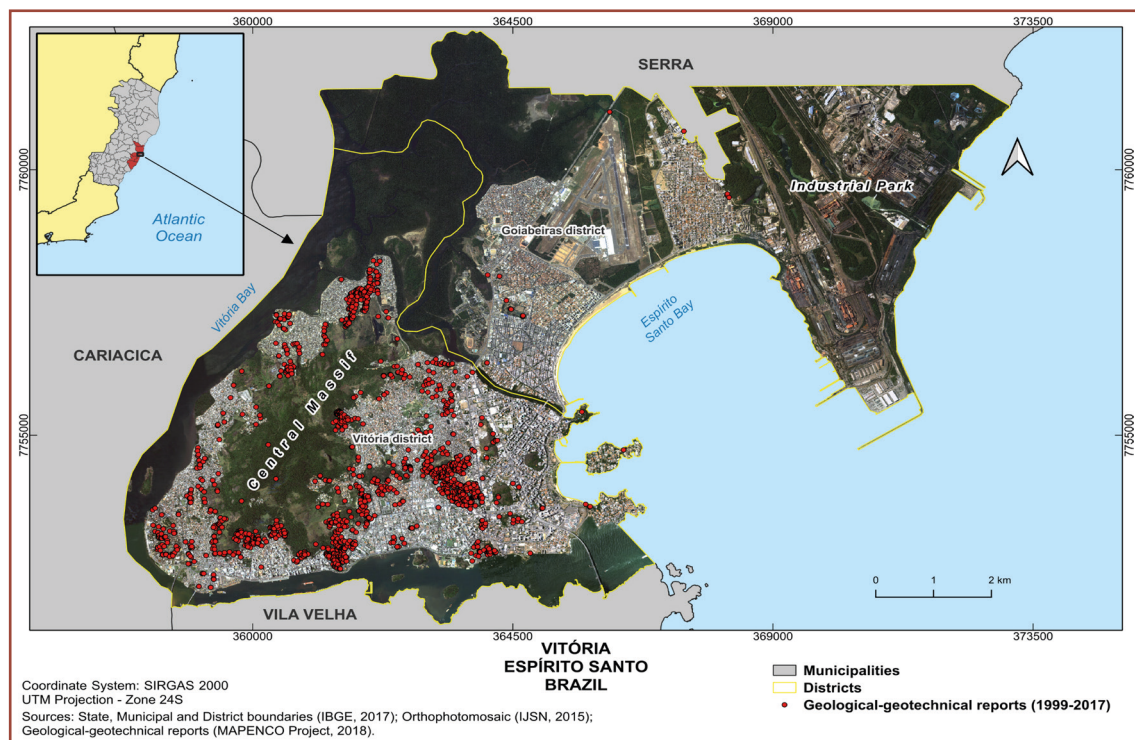 360000
364500
369000
373500
SERRA
7760000
7760000
Industrial Park
Atlantic
Ocean
Goiabeiras district
Vitória Bay
Espírito
Santo Bay
CARIACICA
Central Massif
7755000
7755000
Vitória district
0 1 2 km
VILA VELHA
360000
364500
369000
373500
VITÓRIA
ESPÍRITO SANTO
BRAZIL
Municipalities
Districts
Geological-geotechnical reports (1999-2017)
Coordinate System: SIRGAS 2000
UTM Projection - Zone 24S
Sources: State, Municipal and District boundaries (IBGE, 2017); Orthophotomosaic (IJSN, 2015);
Geological-geotechnical reports (MAPENCO Project, 2018).